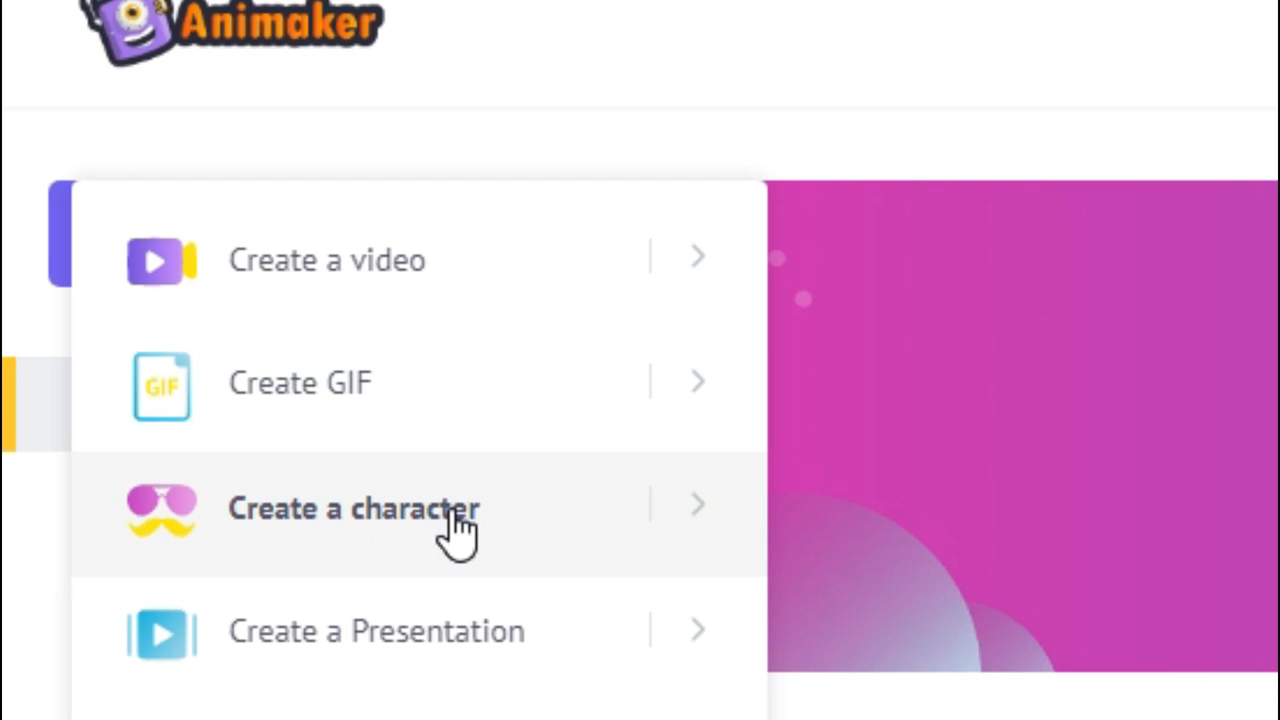 Animaker
Create a video
GIF
Create GIF
Create a character
Create a Presentation